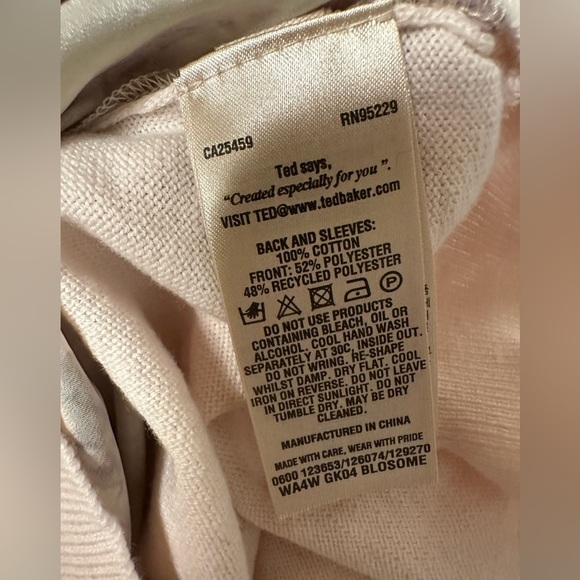 CA25459 RN95229
Ted says,
"Created especially for you".
VISIT TED@www.tedbaker.com
BACK AND SLEEVES:
100% COTTON
FRONT: 52% POLYESTER
48% RECYCLED POLYESTER
P
DO NOT USE PRODUCTS
CONTAINING BLEACH, OIL OR
ALCOHOL. COOL HAND WASH
SEPARATELY AT 30C, INSIDE OUT.
DO NOT WRING. RE-SHAPE
WHILST DAMP. DRY FLAT. COOL
IRON ON REVERSE. DO NOT LEAVE
IN DIRECT SUNLIGHT. DO NOT
TUMBLE DRY. MAY BE DRY
CLEANED.
MANUFACTURED IN CHINA
MADE WITH CARE, WEAR WITH PRIDE
0600 123653/126074/129270
WA4W GK04 BLOSOME